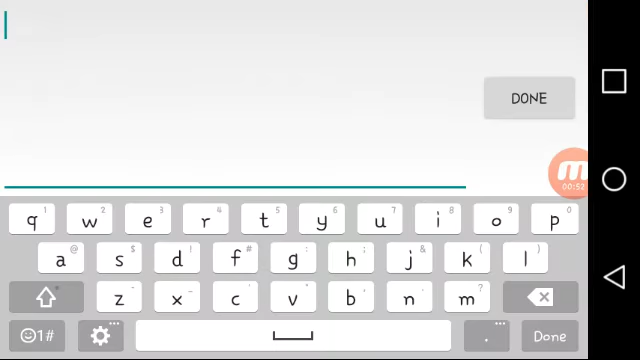 DONE
00:52
q 1 w 2 e 3 r 4 t 5 y 6 u 7 i 8 o 9 p 0
a @ s $ d ! f # g : h ; j & k ( l )
z - x _ c ' v " b , n . m ?
☺1# ... . ... Done